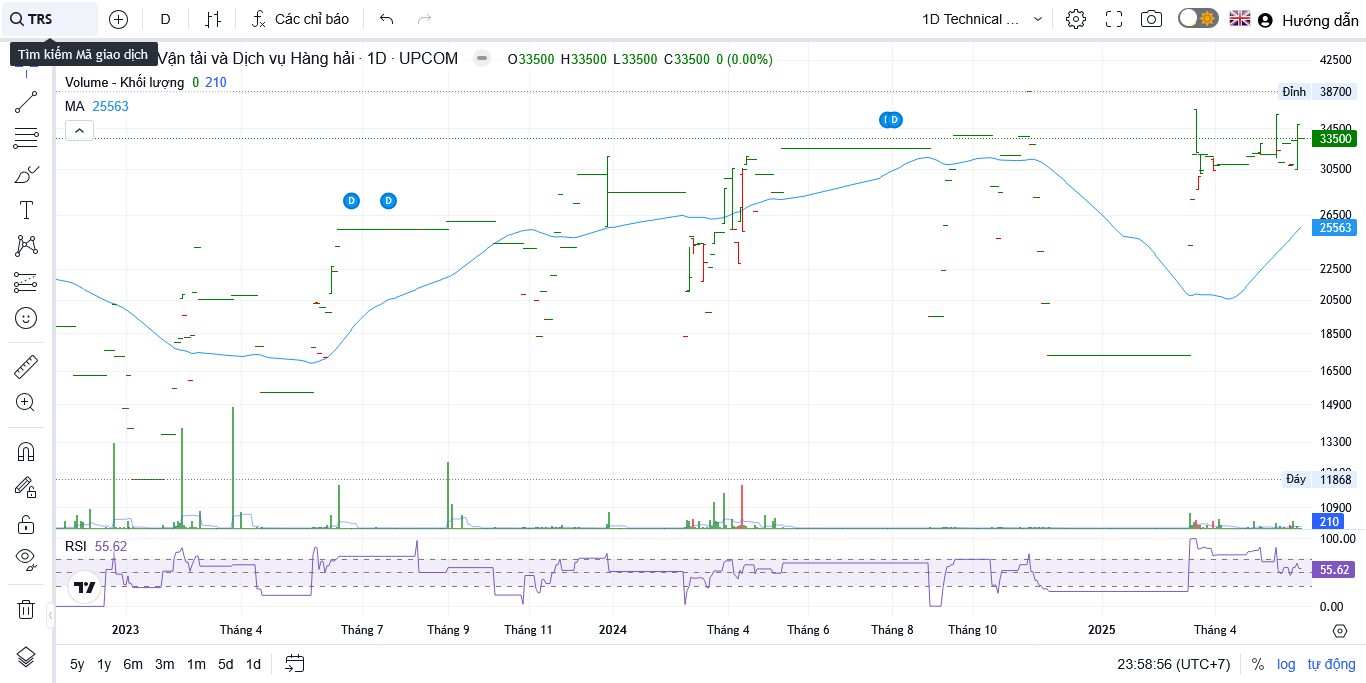 TRS
D
Các chỉ báo
1D Technical ...
Hướng dẫn
Tìm kiếm Mã giao dịch
Vận tải và Dịch vụ Hàng hải · 1D · UPCOM
O33500 H33500 L33500 C33500 0 (0.00%)
Volume - Khối lượng 0 210
MA 25563
42500
Đỉnh 38700
34500
33500
30500
26500
25563
22500
20500
18500
16500
14900
13300
Đáy 11868
10900
210
D
D
D
RSI 55.62
100.00
55.62
0.00
2023 Tháng 4 Tháng 7 Tháng 9 Tháng 11 2024 Tháng 4 Tháng 6 Tháng 8 Tháng 10 2025 Tháng 4
5y 1y 6m 3m 1m 5d 1d
23:58:56 (UTC+7) % log tự động